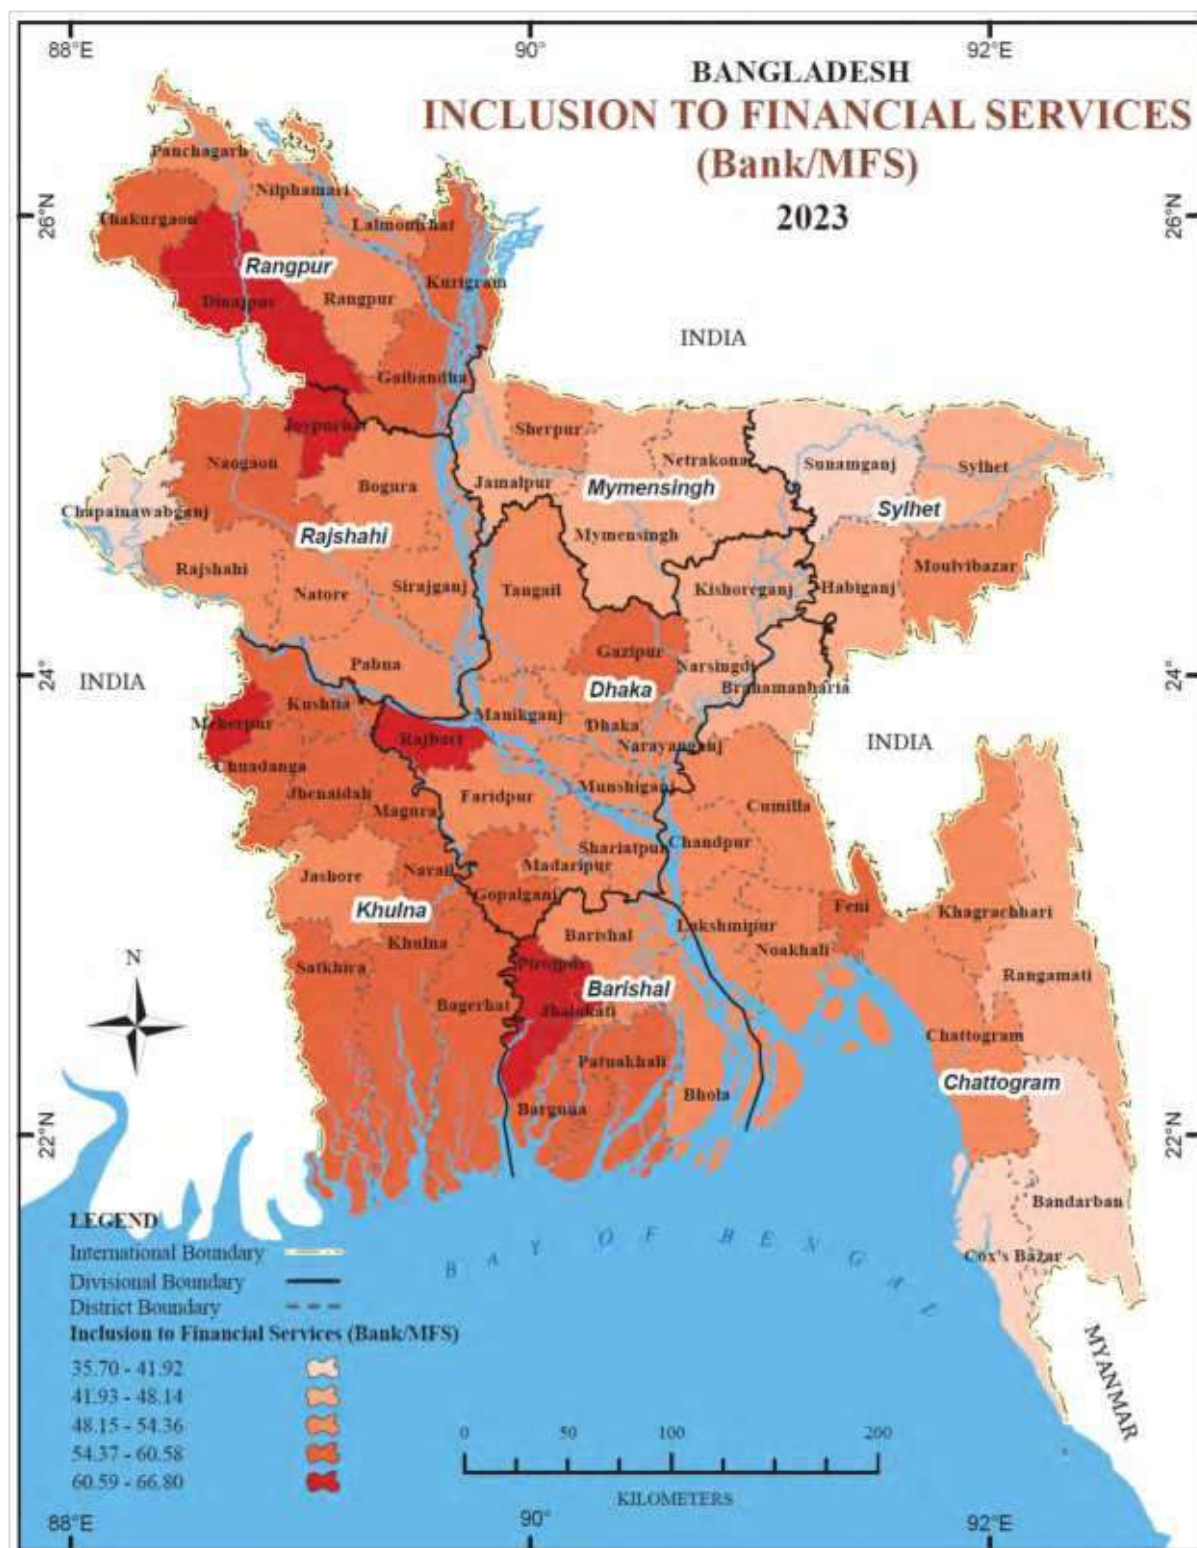 88°E
90°
92°E
BANGLADESH
INCLUSION TO FINANCIAL SERVICES
(Bank/MFS)
2023
26°N
26°N
Panchagarh
Nilphamari
Thakurgaon
Lalmonirhat
Rangpur
Kurigram
Dinajpur
Rangpur
INDIA
Gaibandha
Joypurhat
Sherpur
Netrakona
Sunamganj
Sylhet
Naogaon
Bogura
Jamalpur
Mymensingh
Chapainawabganj
Sylhet
Rajshahi
Mymensingh
Rajshahi
Natore
Sirajganj
Tangail
Kishoreganj
Habiganj
Moulvibazar
Gazipur
Pabna
Narsingdi
24°
INDIA
Dhaka
Brahamanbaria
24°N
Kushtia
Meherpur
Manikganj
Dhaka
Rajbari
Narayanganj
INDIA
Chuadanga
Jhenaidah
Munshiganj
Magura
Faridpur
Cumilla
Chandpur
Shariatpur
Madaripur
Jashore
Narail
Gopalganj
Khulna
Feni
Khagrachhari
Lakshmipur
Barishal
Khulna
Noakhali
N
Satkhira
Pirojpur
Rangamati
Barishal
Bagerhat
Jhalakati
Chattogram
Patuakhali
Chattogram
Bhola
Barguna
22°N
22°N
Bandarban
Cox's Bazar
BAY OF BENGAL
MYANMAR
LEGEND
International Boundary
Divisional Boundary
District Boundary
Inclusion to Financial Services (Bank/MFS)
35.70 - 41.92
41.93 - 48.14
48.15 - 54.36
54.37 - 60.58
60.59 - 66.80
0 50 100 200
KILOMETERS
88°E
90°
92°E